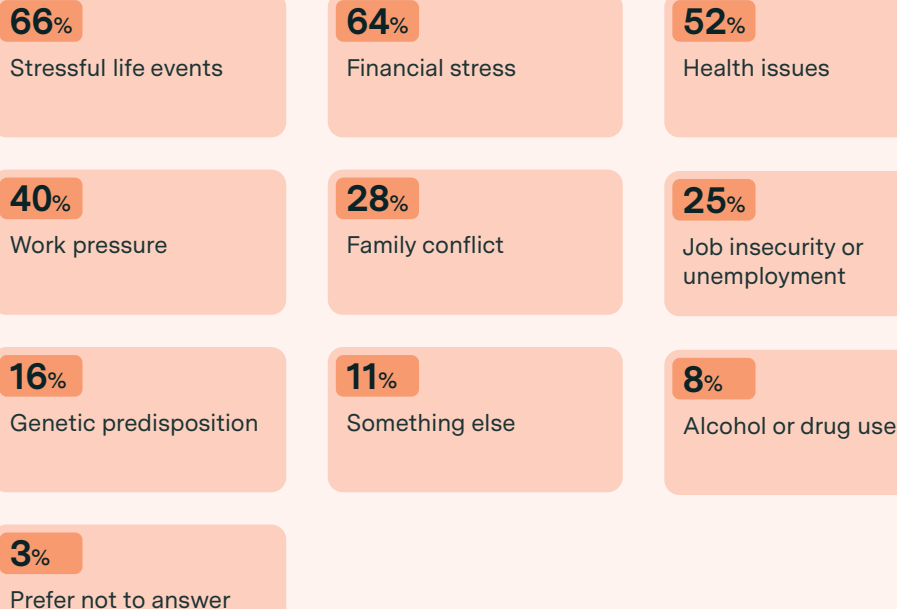 66%
Stressful life events
64%
Financial stress
52%
Health issues
40%
Work pressure
28%
Family conflict
25%
Job insecurity or
unemployment
16%
Genetic predisposition
11%
Something else
8%
Alcohol or drug use
3%
Prefer not to answer